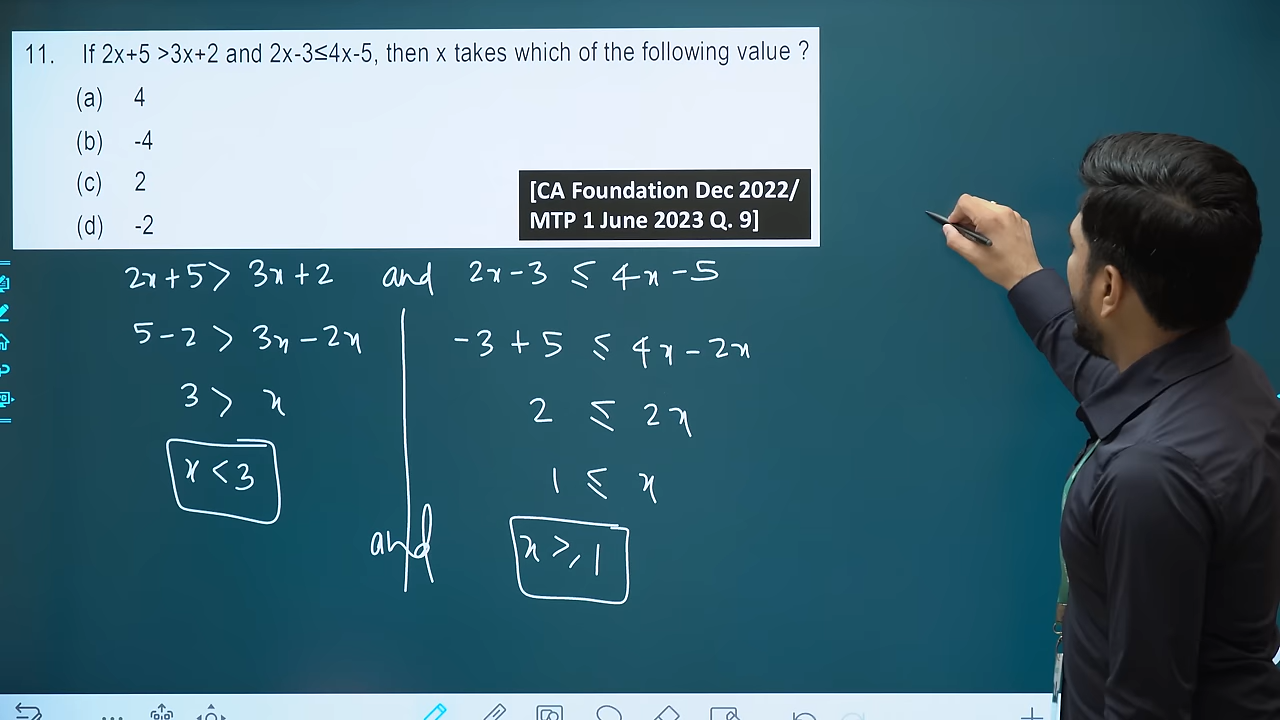 11. If 2x+5 >3x+2 and 2x-3≤4x-5, then x takes which of the following value ?
(a) 4
(b) -4
(c) 2
(d) -2
[CA Foundation Dec 2022/
MTP 1 June 2023 Q. 9]
2x+5 > 3x+2 and 2x-3 ≤ 4x-5
5-2 > 3x-2x
3 > x
x < 3
and
-3+5 ≤ 4x-2x
2 ≤ 2x
1 ≤ x
x ≥ 1